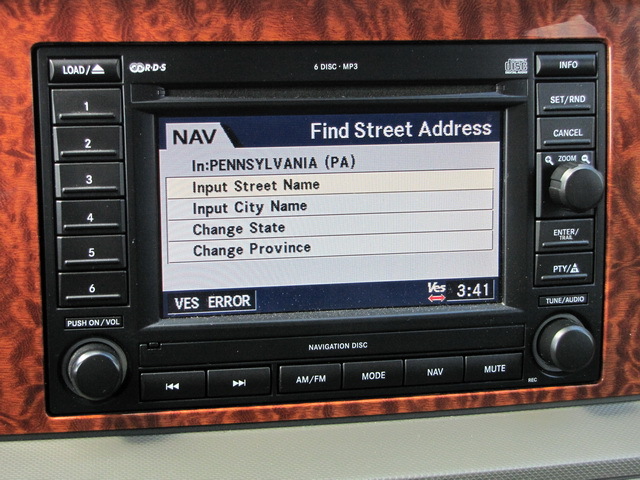 LOAD/
R·D·S
6 DISC · MP3
DISC
INFO
1
2
3
4
5
6
NAV
Find Street Address
In:PENNSYLVANIA (PA)
Input Street Name
Input City Name
Change State
Change Province
VES ERROR
Ves
3:41
SET/RND
CANCEL
ZOOM
ENTER/
TRAIL
PTY/
TUNE/AUDIO
PUSH ON/VOL
NAVIGATION DISC
AM/FM
MODE
NAV
MUTE
REC